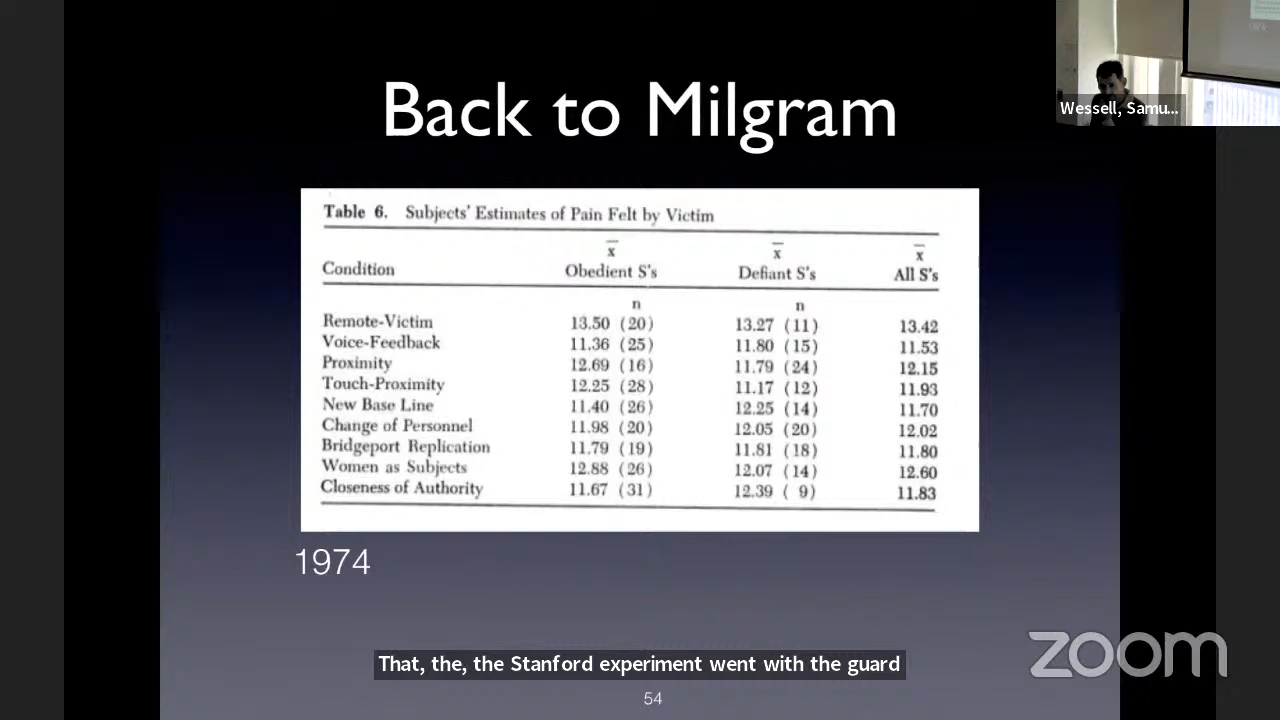 Back to Milgram
Wessell, Samu...
Table 6. Subjects' Estimates of Pain Felt by Victim
x x x
Condition Obedient S's Defiant S's All S's
n n
Remote-Victim 13.50 (20) 13.27 (11) 13.42
Voice-Feedback 11.36 (25) 11.80 (15) 11.53
Proximity 12.69 (16) 11.79 (24) 12.15
Touch-Proximity 12.25 (28) 11.17 (12) 11.93
New Base Line 11.40 (26) 12.25 (14) 11.70
Change of Personnel 11.98 (20) 12.05 (20) 12.02
Bridgeport Replication 11.79 (19) 11.81 (18) 11.80
Women as Subjects 12.88 (26) 12.07 (14) 12.60
Closeness of Authority 11.67 (31) 12.39 ( 9) 11.83
1974
That, the, the Stanford experiment went with the guard
zoom
54